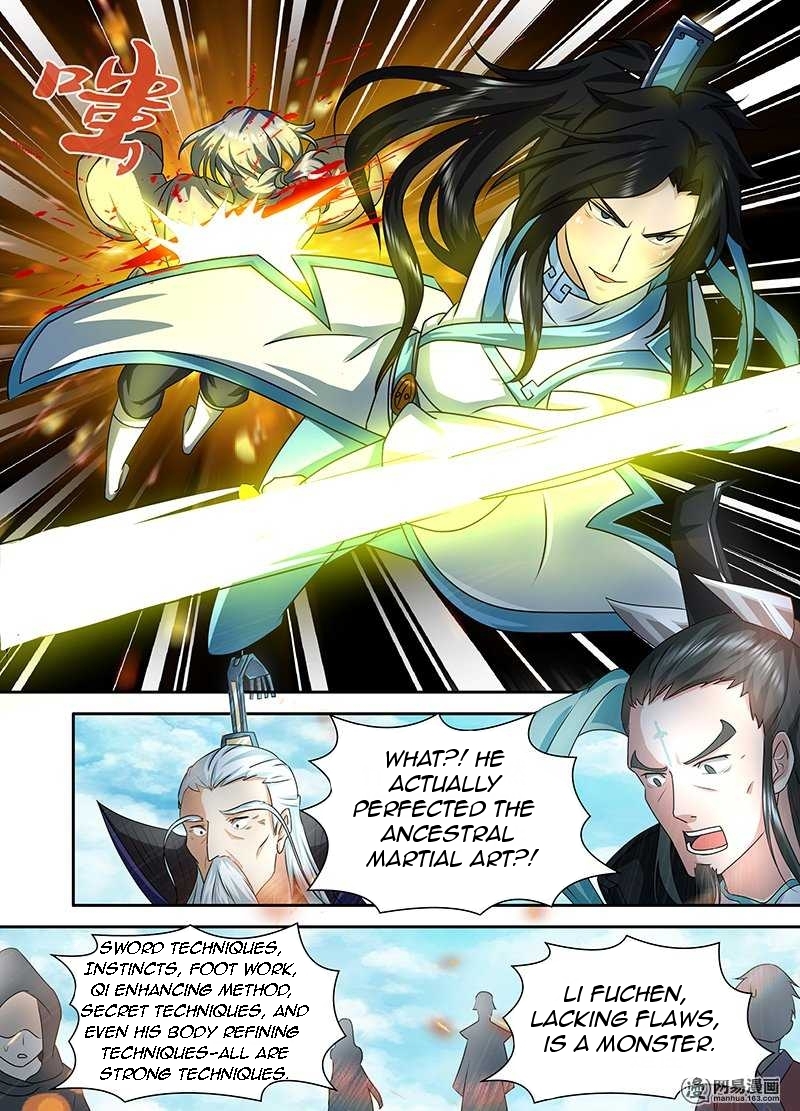 嗤
WHAT?! HE
ACTUALLY
PERFECTED THE
ANCESTRAL
MARTIAL ART?!
SWORD TECHNIQUES,
INSTINCTS, FOOT WORK,
QI ENHANCING METHOD,
SECRET TECHNIQUES, AND
EVEN HIS BODY REFINING
TECHNIQUES-ALL ARE
STRONG TECHNIQUES.
LI FUCHEN,
LACKING FLAWS,
IS A MONSTER.
网易漫画
manhua.163.com